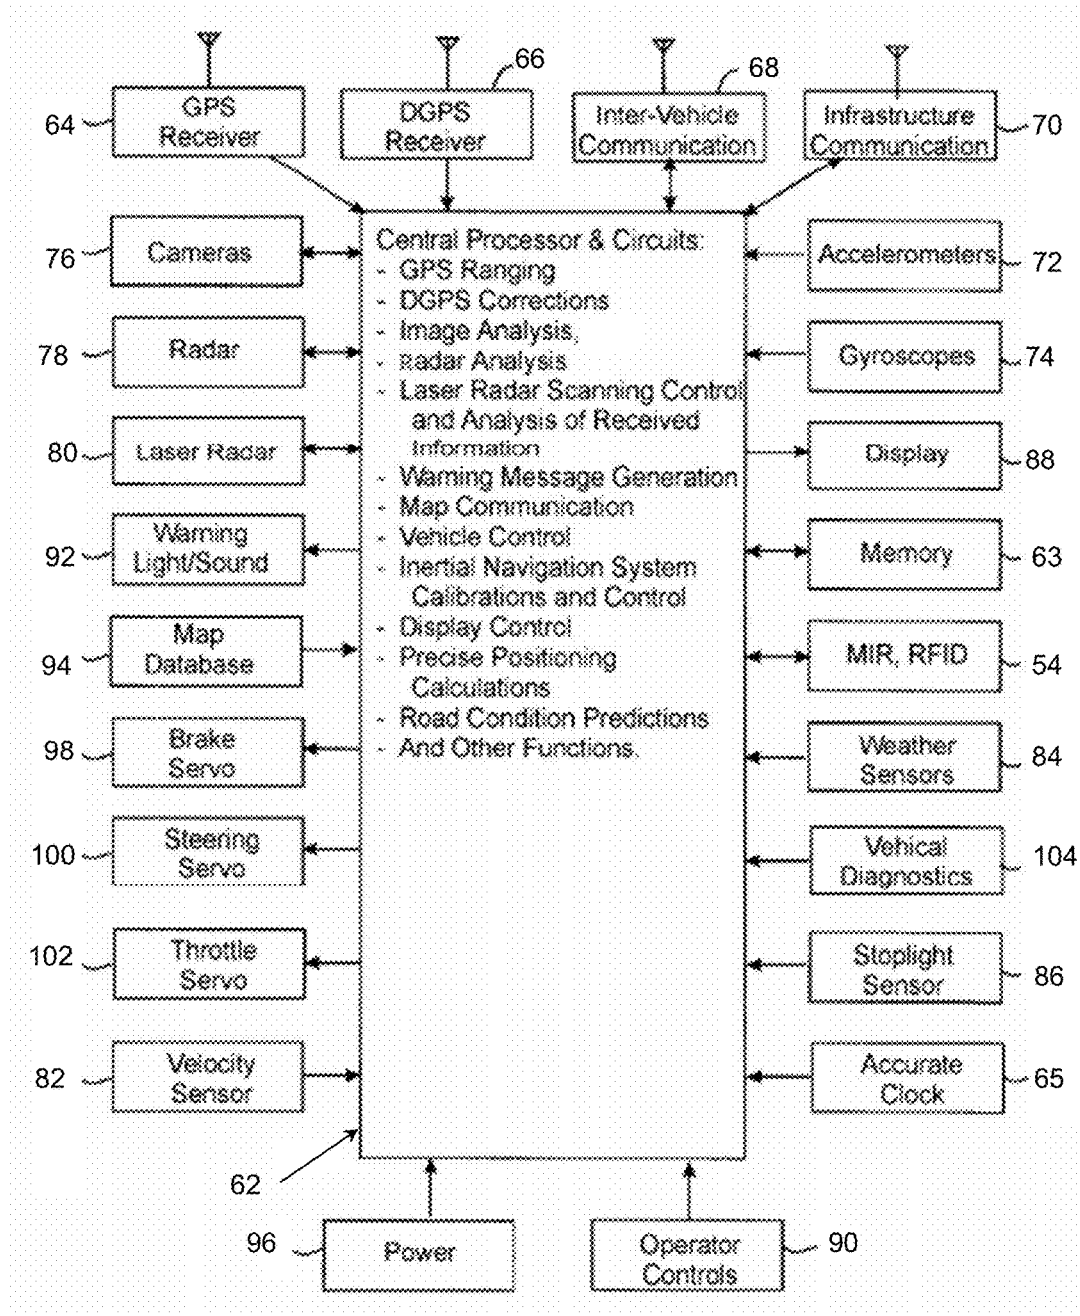 66
68
64
GPS
Receiver
DGPS
Receiver
Inter-Vehicle
Communication
Infrastructure
Communication
70
76
Cameras
78
Radar
80
Laser Radar
92
Warning
Light/Sound
94
Map
Database
98
Brake
Servo
100
Steering
Servo
102
Throttle
Servo
82
Velocity
Sensor
62
Central Processor & Circuits:
- GPS Ranging
- DGPS Corrections
- Image Analysis,
- Radar Analysis
- Laser Radar Scanning Control
and Analysis of Received
Information
- Warning Message Generation
- Map Communication
- Vehicle Control
- Inertial Navigation System
Calibrations and Control
- Display Control
- Precise Positioning
Calculations
- Road Condition Predictions
- And Other Functions.
Accelerometers
72
Gyroscopes
74
Display
88
Memory
63
MIR, RFID
54
Weather
Sensors
84
Vehical
Diagnostics
104
Stoplight
Sensor
86
Accurate
Clock
65
96
Power
Operator
Controls
90